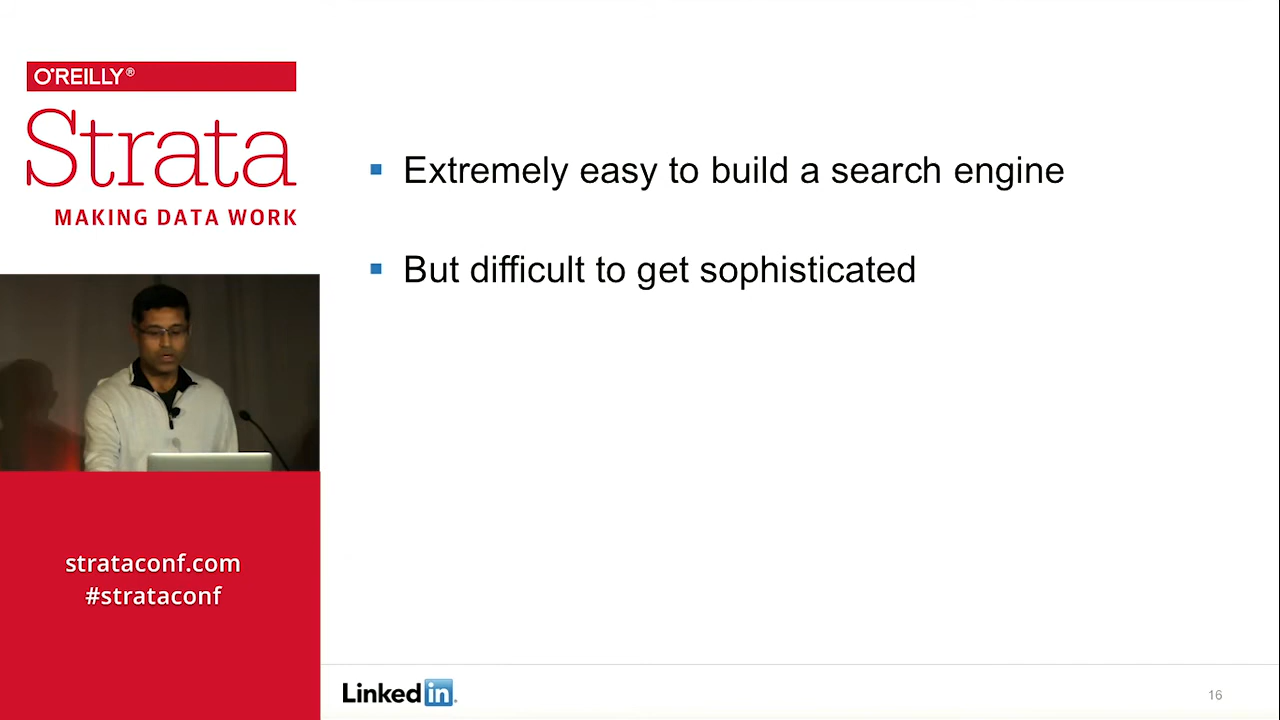 O'REILLY®
Strata
MAKING DATA WORK
Extremely easy to build a search engine
But difficult to get sophisticated
strataconf.com
#strataconf
Linked in.
16